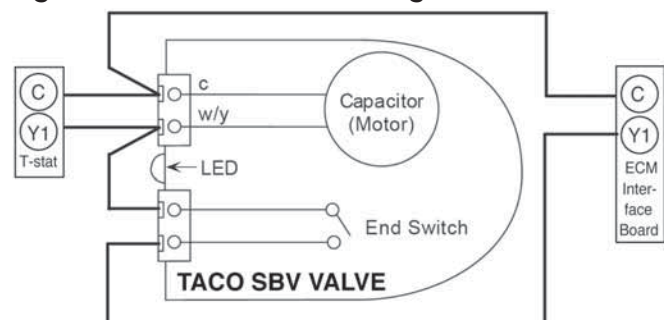 C
Y1
T-stat
c
w/y
LED
Capacitor
(Motor)
End Switch
TACO SBV VALVE
C
Y1
ECM
Inter-
face
Board